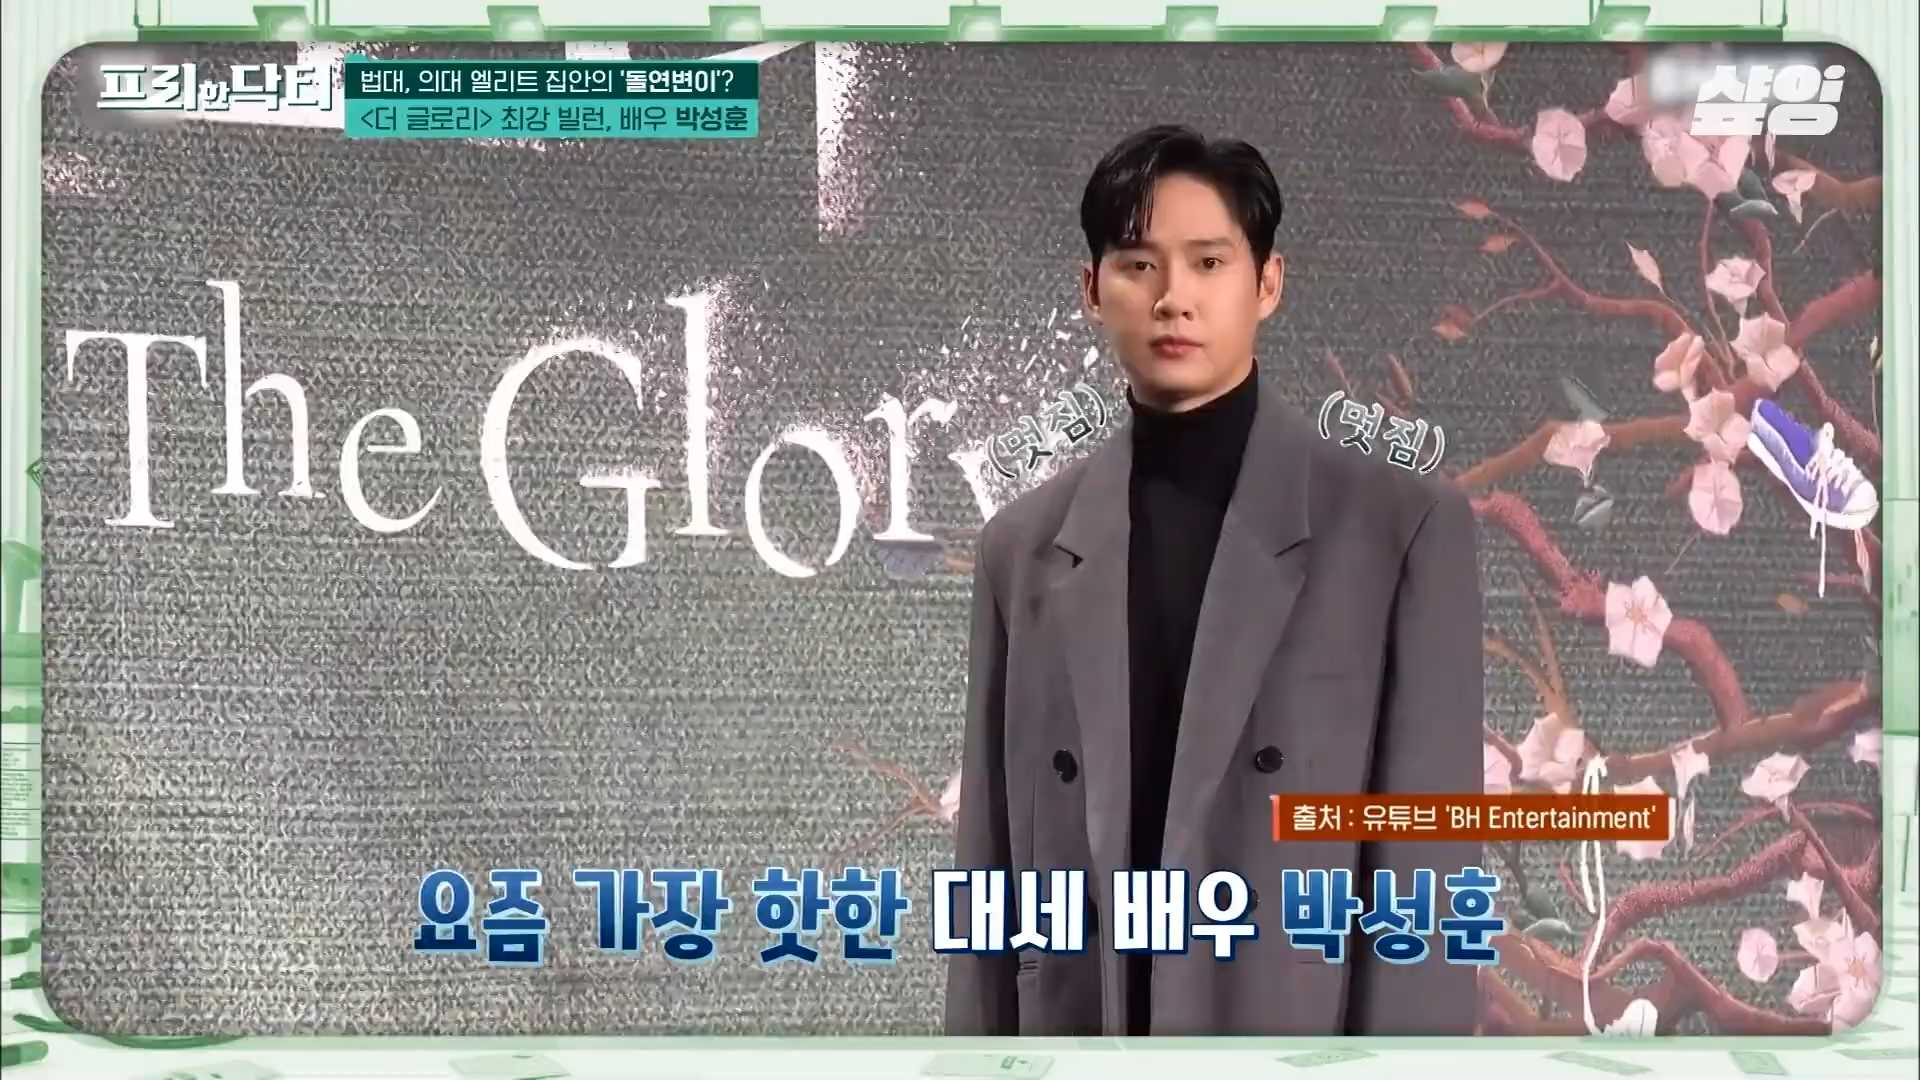 프리한닥터
법대, 의대 엘리트 집안의 '돌연변이'?
<더 글로리> 최강 빌런, 배우 박성훈
샾잉
The Glory
(멋짐)
(멋짐)
출처 : 유튜브 'BH Entertainment'
요즘 가장 핫한 대세 배우 박성훈